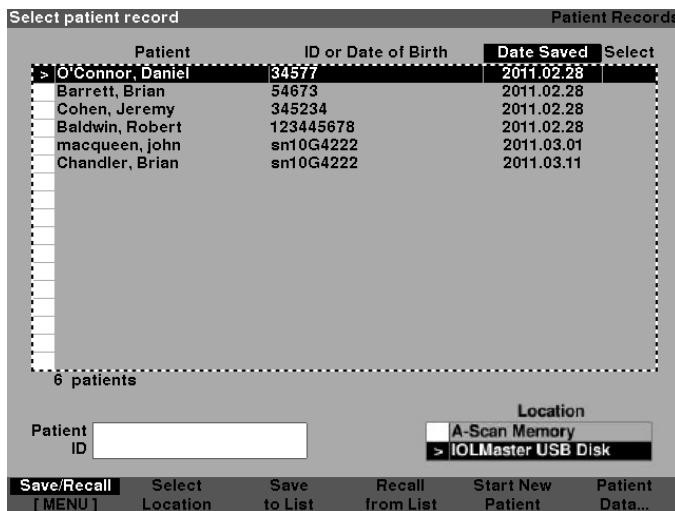 Select patient record Patient Records
Patient ID or Date of Birth Date Saved Select
> O'Connor, Daniel 34577 2011.02.28
Barrett, Brian 54673 2011.02.28
Cohen, Jeremy 345234 2011.02.28
Baldwin, Robert 123445678 2011.02.28
macqueen, john sn10G4222 2011.03.01
Chandler, Brian sn10G4222 2011.03.11
6 patients
Location
Patient ID
A-Scan Memory
> IOLMaster USB Disk
Save/Recall Select Save Recall Start New Patient
[ MENU ] Location to List from List Patient Data...